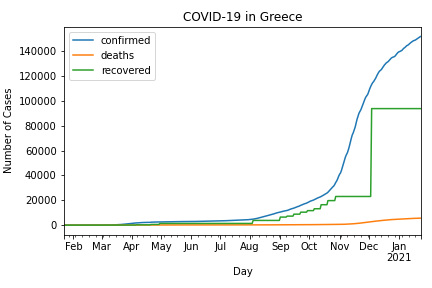 COVID-19 in Greece
confirmed
deaths
recovered
Number of Cases
140000
120000
100000
80000
60000
40000
20000
0
Feb Mar Apr May Jun Jul Aug Sep Oct Nov Dec Jan
2021
Day